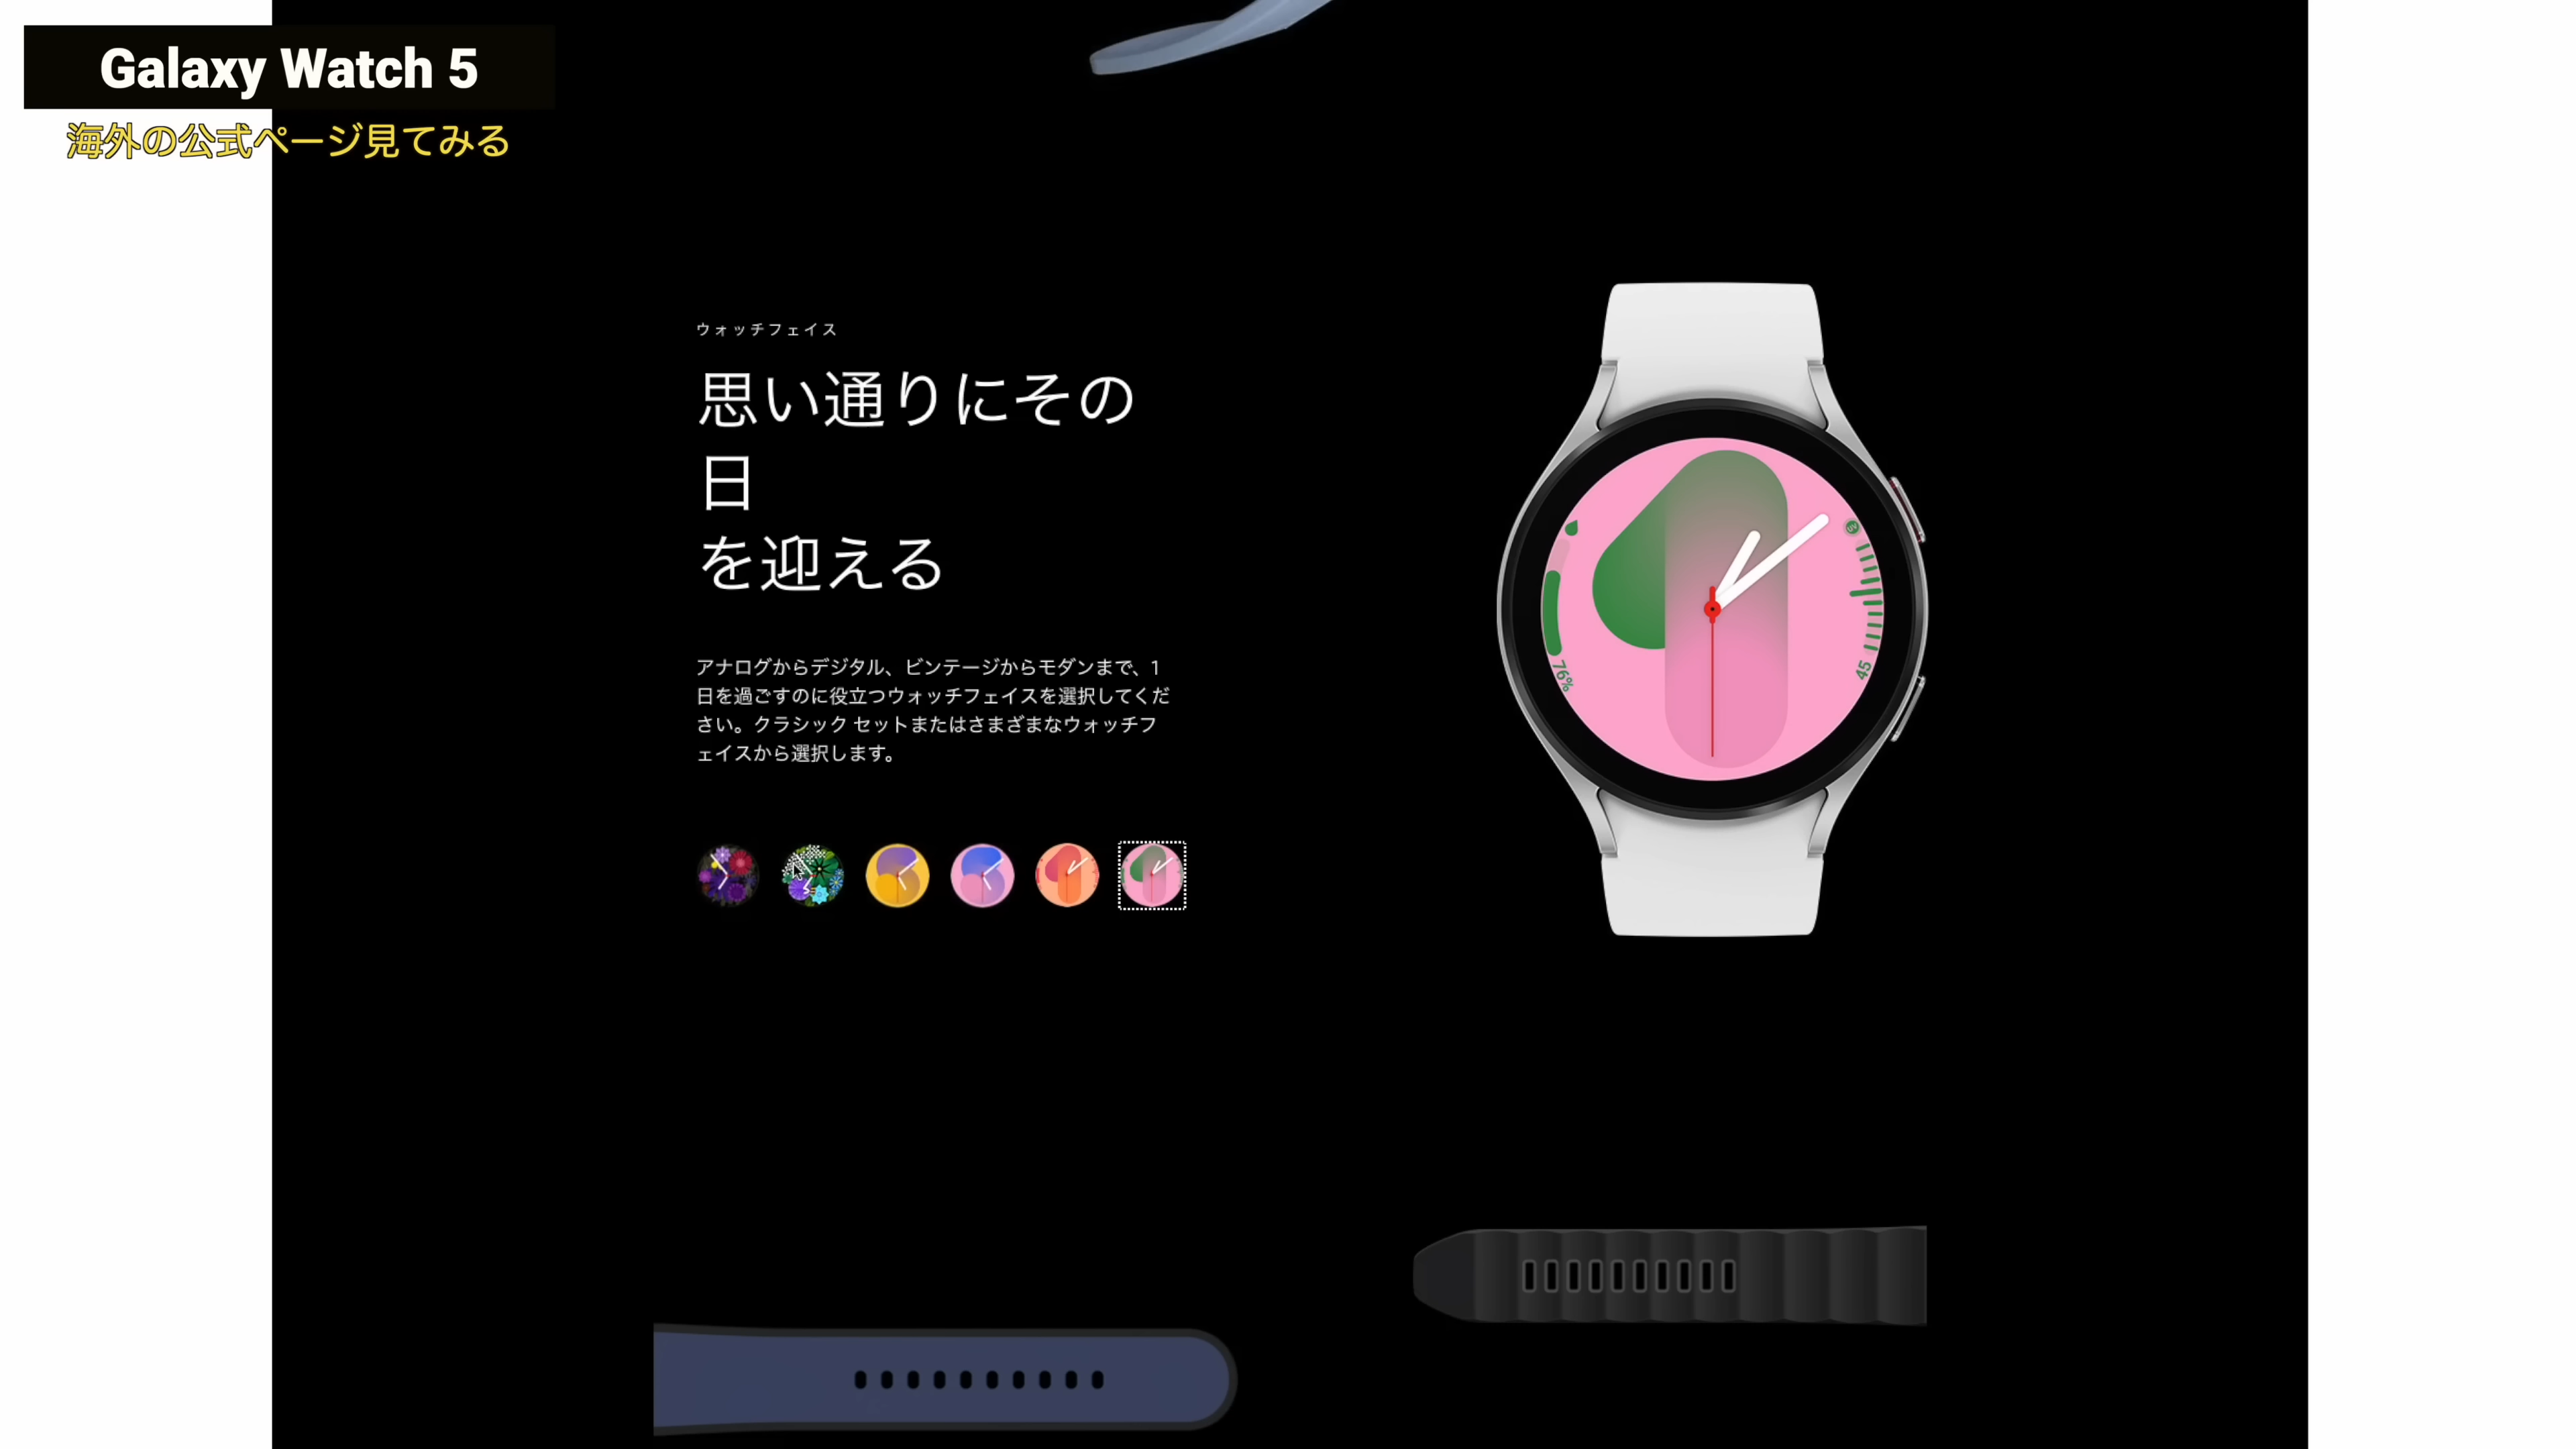 Galaxy Watch 5
海外の公式ページ見てみる
ウォッチフェイス
思い通りにその
日
を迎える
アナログからデジタル、ビンテージからモダンまで、1
日を過ごすのに役立つウォッチフェイスを選択してくだ
さい。クラシック セットまたはさまざまなウォッチフ
ェイスから選択します。
76%
45